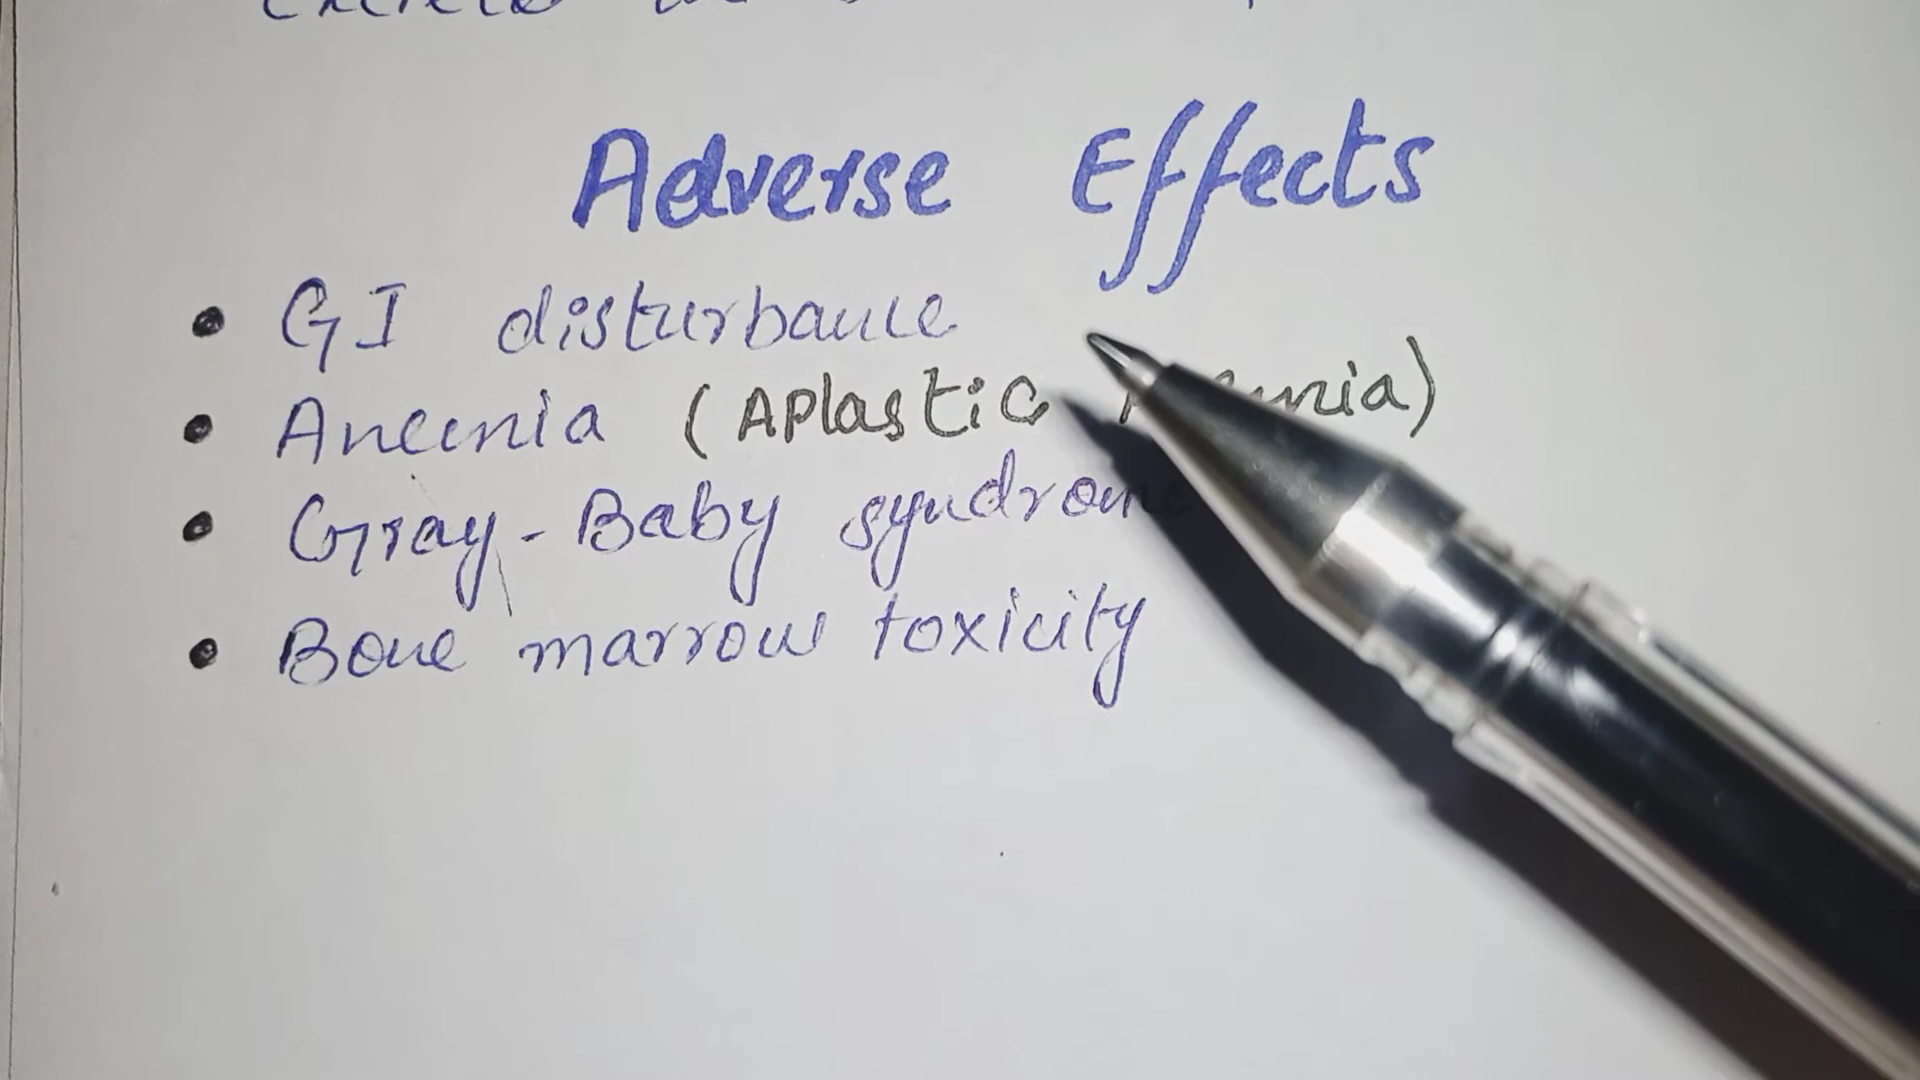 Adverse Effects
• GI disturbance
• Anemia (APlastic
• Gray-Baby syndrome
• Bone marrow toxicity